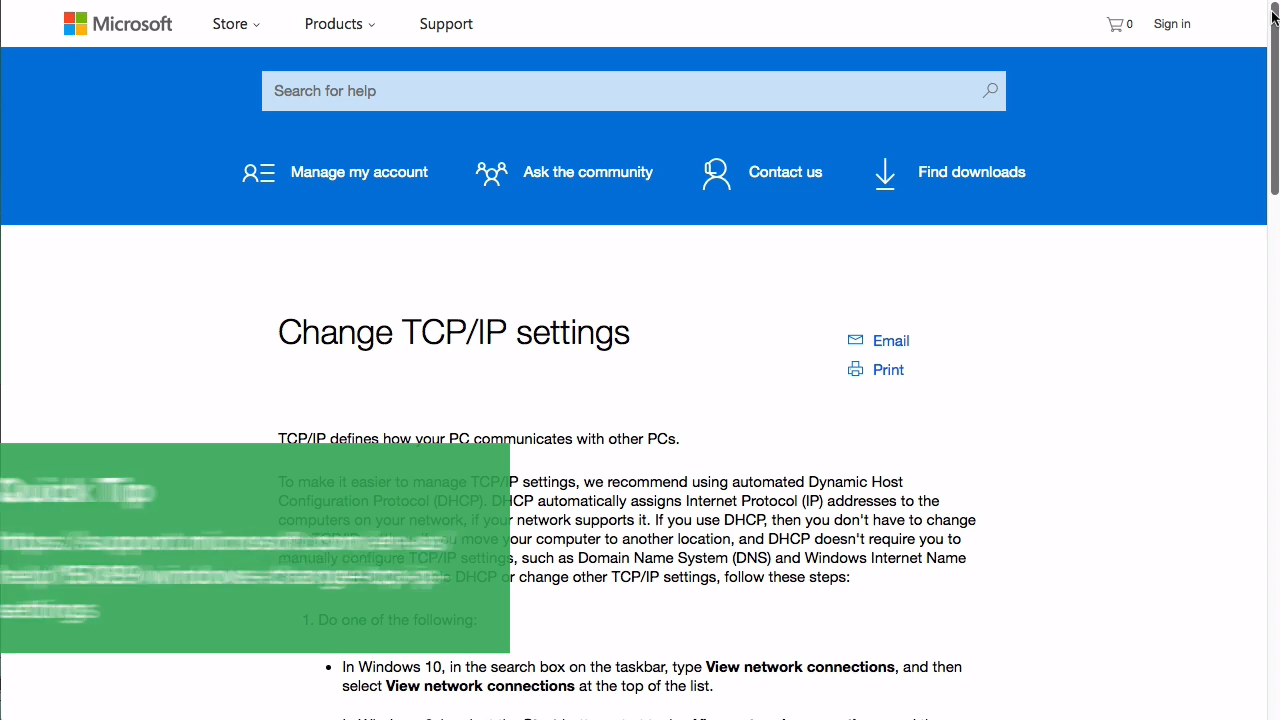 Microsoft
Store
Products
Support
0
Sign in
Search for help
Manage my account
Ask the community
Contact us
Find downloads
Change TCP/IP settings
Email
Print
TCP/IP defines how your PC communicates with other PCs.
To make it easier to manage TCP/IP settings, we recommend using automated Dynamic Host
Configuration Protocol (DHCP). DHCP automatically assigns Internet Protocol (IP) addresses to the
computers on your network, if your network supports it. If you use DHCP, then you don't have to change
you move your computer to another location, and DHCP doesn't require you to
manually configure TCP/IP settings, such as Domain Name System (DNS) and Windows Internet Name
DHCP or change other TCP/IP settings, follow these steps:
Quick Tip
settings
1. Do one of the following:
• In Windows 10, in the search box on the taskbar, type View network connections, and then
select View network connections at the top of the list.